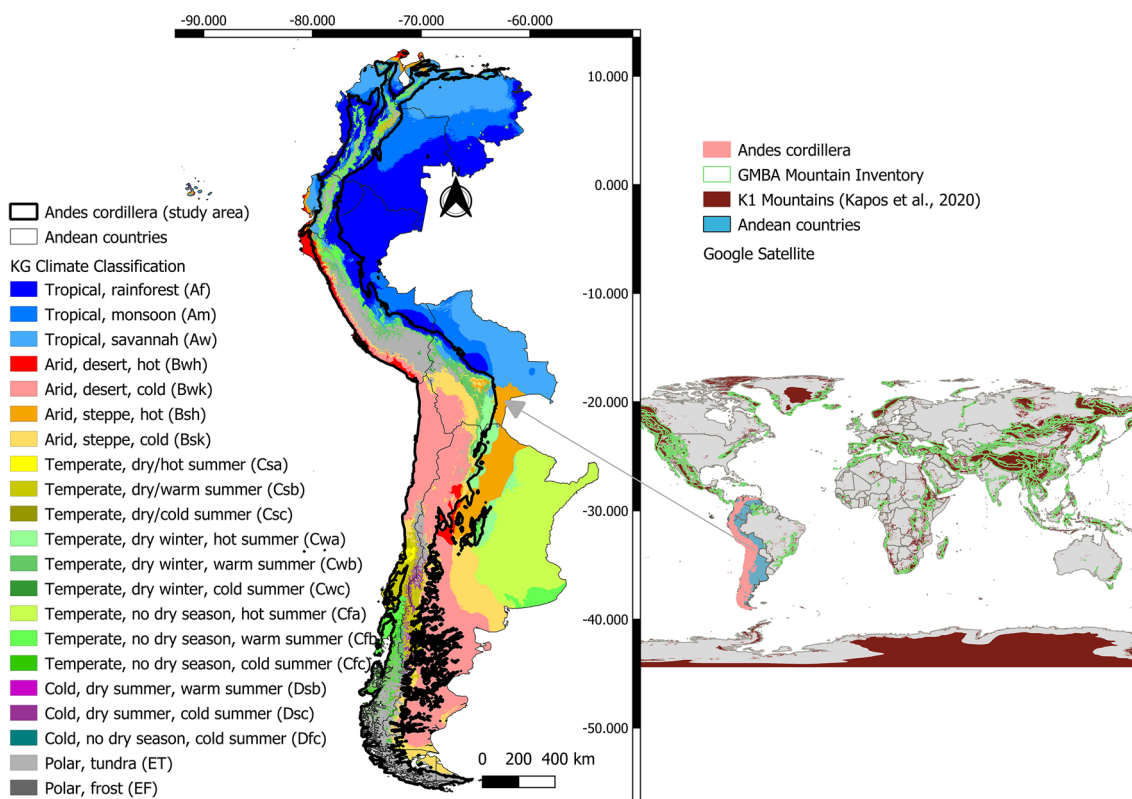 -90.000 -80.000 -70.000 -60.000
10.000
0.000
-10.000
-20.000
-30.000
-40.000
-50.000
Andes cordillera (study area)
Andean countries
KG Climate Classification
Tropical, rainforest (Af)
Tropical, monsoon (Am)
Tropical, savannah (Aw)
Arid, desert, hot (Bwh)
Arid, desert, cold (Bwk)
Arid, steppe, hot (Bsh)
Arid, steppe, cold (Bsk)
Temperate, dry/hot summer (Csa)
Temperate, dry/warm summer (Csb)
Temperate, dry/cold summer (Csc)
Temperate, dry winter, hot summer (Cwa)
Temperate, dry winter, warm summer (Cwb)
Temperate, dry winter, cold summer (Cwc)
Temperate, no dry season, hot summer (Cfa)
Temperate, no dry season, warm summer (Cfb
Temperate, no dry season, cold summer (Cfc)
Cold, dry summer, warm summer (Dsb)
Cold, dry summer, cold summer (Dsc)
Cold, no dry season, cold summer (Dfc)
Polar, tundra (ET)
Polar, frost (EF)
0 200 400 km
Andes cordillera
GMBA Mountain Inventory
K1 Mountains (Kapos et al., 2020)
Andean countries
Google Satellite